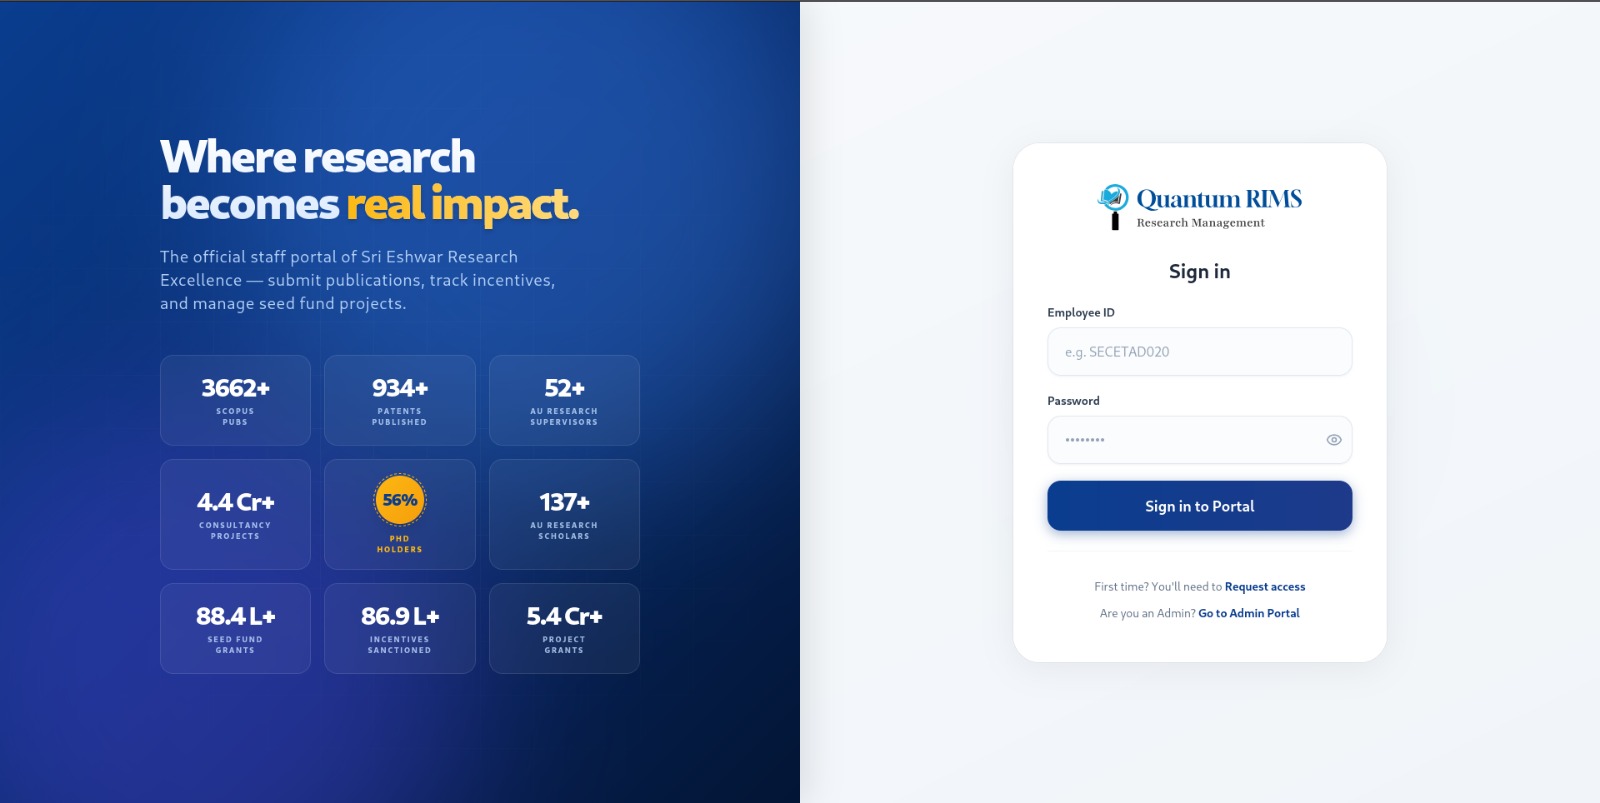 Where research
becomes real impact.
The official staff portal of Sri Eshwar Research
Excellence — submit publications, track incentives,
and manage seed fund projects.
3662+
SCOPUS
PUBS
934+
PATENTS
PUBLISHED
52+
AU RESEARCH
SUPERVISORS
4.4 Cr+
CONSULTANCY
PROJECTS
56%
PHD
HOLDERS
137+
AU RESEARCH
SCHOLARS
88.4 L+
SEED FUND
GRANTS
86.9 L+
INCENTIVES
SANCTIONED
5.4 Cr+
PROJECT
GRANTS
Quantum RIMS
Research Management
Sign in
Employee ID
e.g. SECETAD020
Password
••••••••
Sign in to Portal
First time? You'll need to Request access
Are you an Admin? Go to Admin Portal